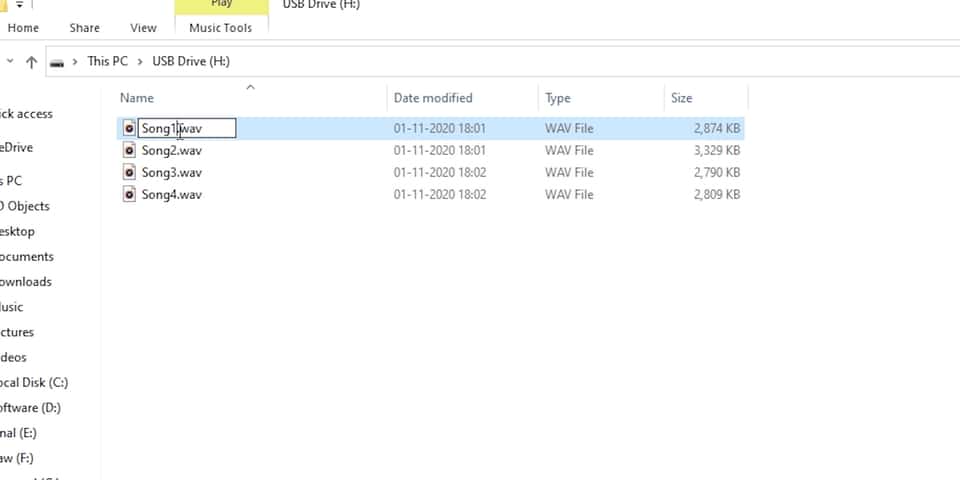 Play
USB Drive (H:)
Home Share View Music Tools
This PC > USB Drive (H:)
Name Date modified Type Size
ick access
eDrive
s PC
Objects
esktop
ocuments
ownloads
usic
ctures
deos
ocal Disk (C:)
oftware (D:)
nal (E:)
aw (F:)
Song1.wav 01-11-2020 18:01 WAV File 2,874 KB
Song2.wav 01-11-2020 18:01 WAV File 3,329 KB
Song3.wav 01-11-2020 18:02 WAV File 2,790 KB
Song4.wav 01-11-2020 18:02 WAV File 2,809 KB